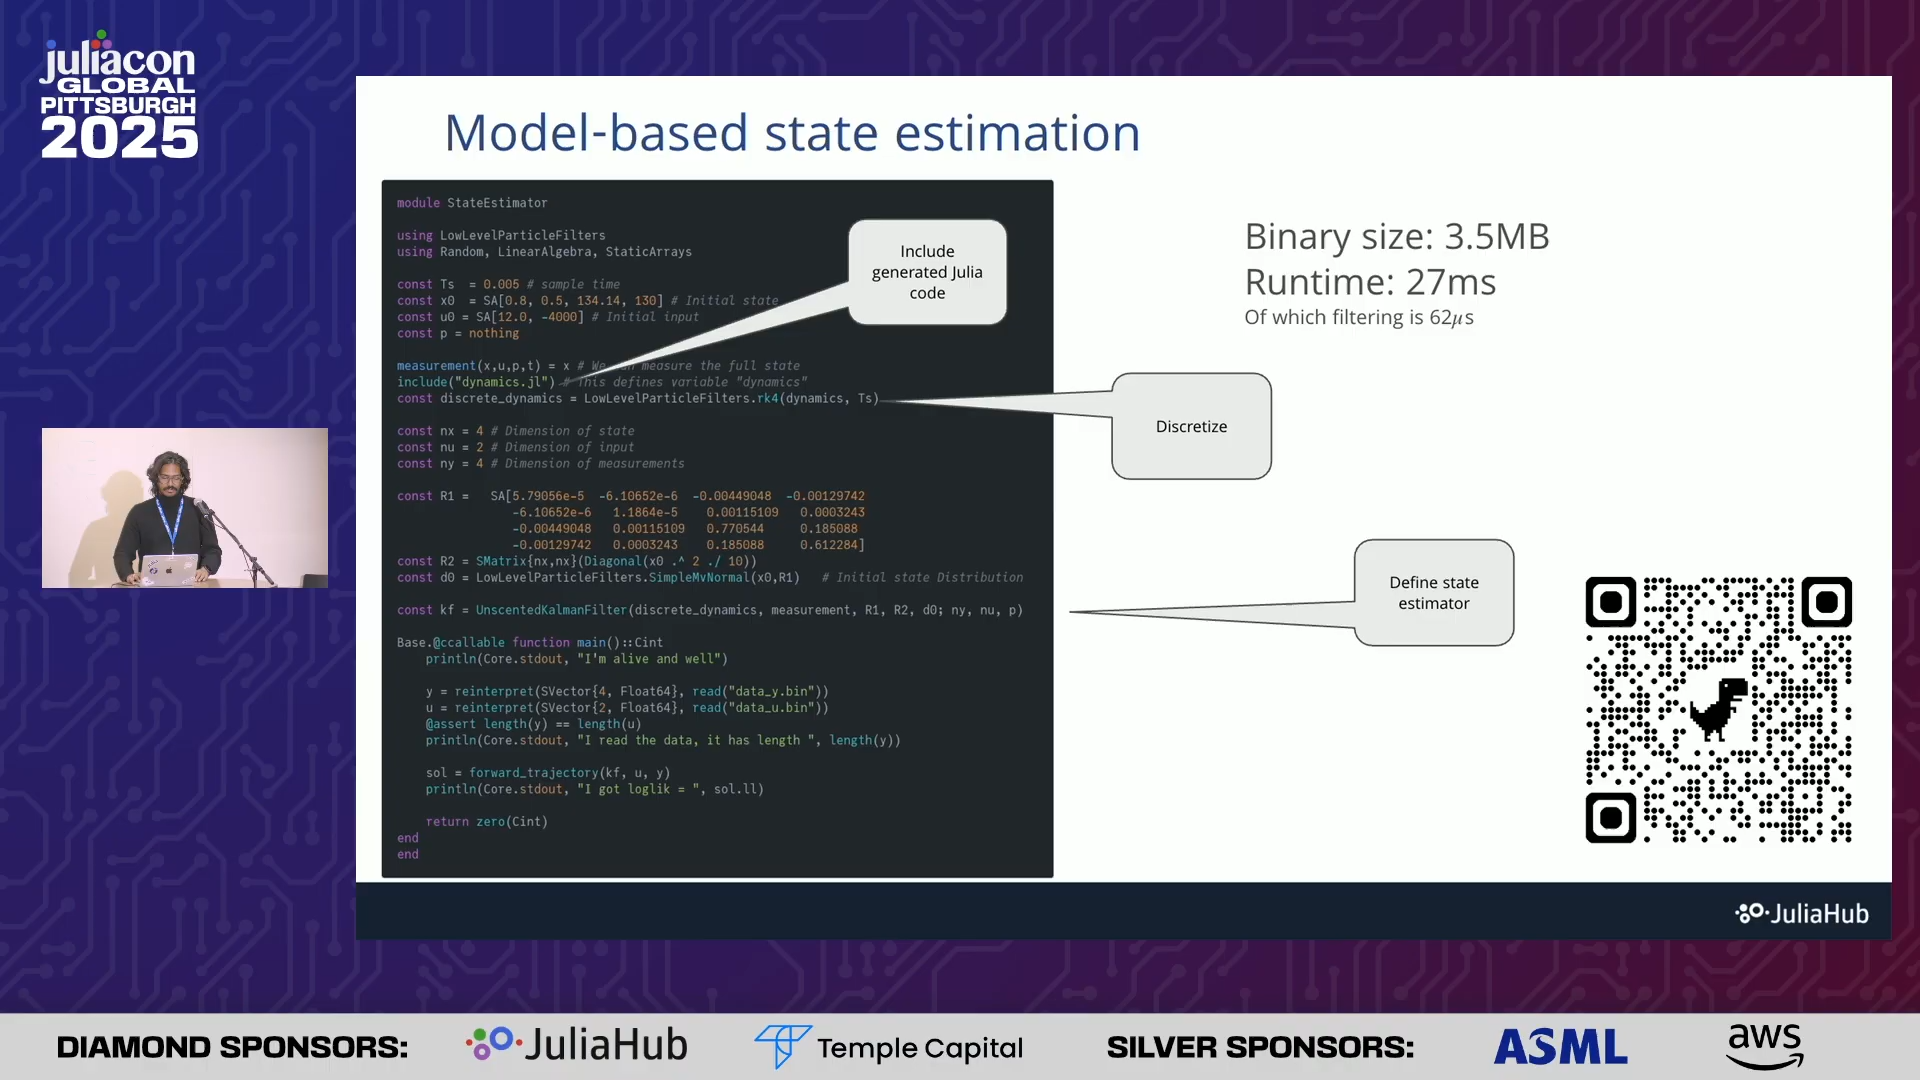 juliacon
GLOBAL
PITTSBURGH
2025
Model-based state estimation
module StateEstimator
using LowLevelParticleFilters
using Random, LinearAlgebra, StaticArrays
const Ts  = 0.005 # sample time
const x0  = SA[0.8, 0.5, 134.14, 130] # Initial state
const u0 = SA[12.0, -4000] # Initial input
const p = nothing
measurement(x,u,p,t) = x # We measure the full state
include("dynamics.jl") # This defines variable "dynamics"
const discrete_dynamics = LowLevelParticleFilters.rk4(dynamics, Ts)
const nx = 4 # Dimension of state
const nu = 2 # Dimension of input
const ny = 4 # Dimension of measurements
const R1 =   SA[5.79056e-5  -6.10652e-6  -0.00449048  -0.00129742
-6.10652e-6   1.1864e-5   0.00115109   0.0003243
-0.00449048   0.00115109  0.770544     0.185088
-0.00129742   0.0003243   0.185088     0.612284]
const R2 = SMatrix{nx,nx}(Diagonal(x0 .^ 2 ./ 10))
const d0 = LowLevelParticleFilters.SimpleMvNormal(x0,R1)   # Initial state Distribution
const kf = UnscentedKalmanFilter(discrete_dynamics, measurement, R1, R2, d0; ny, nu, p)
Base.@ccallable function main()::Cint
println(Core.stdout, "I'm alive and well")
y = reinterpret(SVector{4, Float64}, read("data_y.bin"))
u = reinterpret(SVector{2, Float64}, read("data_u.bin"))
@assert length(y) == length(u)
println(Core.stdout, "I read the data, it has length ", length(y))
sol = forward_trajectory(kf, u, y)
println(Core.stdout, "I got loglik = ", sol.ll)
return zero(Cint)
end
end
Include
generated Julia
code
Discretize
Define state
estimator
Binary size: 3.5MB
Runtime: 27ms
Of which filtering is 62μs
JuliaHub
DIAMOND SPONSORS:
JuliaHub
Temple Capital
SILVER SPONSORS:
ASML
aws